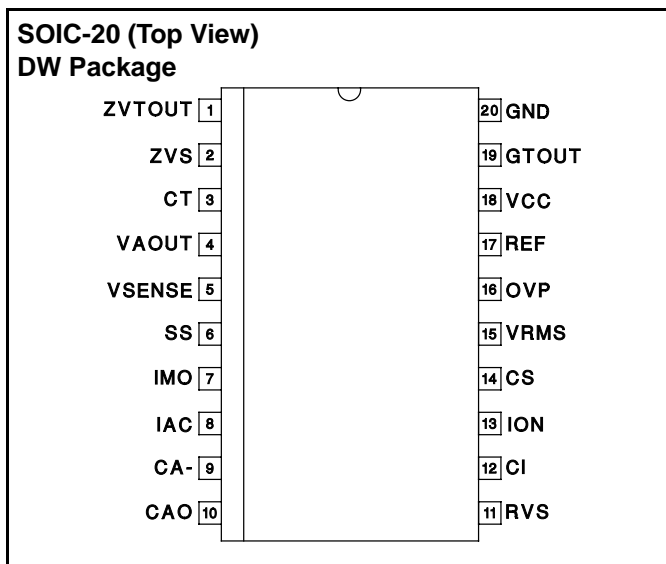 SOIC-20 (Top View)
DW Package
ZVTOUT 1 20 GND
ZVS 2 19 GTOUT
CT 3 18 VCC
VAOUT 4 17 REF
VSENSE 5 16 OVP
SS 6 15 VRMS
IMO 7 14 CS
IAC 8 13 ION
CA- 9 12 CI
CAO 10 11 RVS